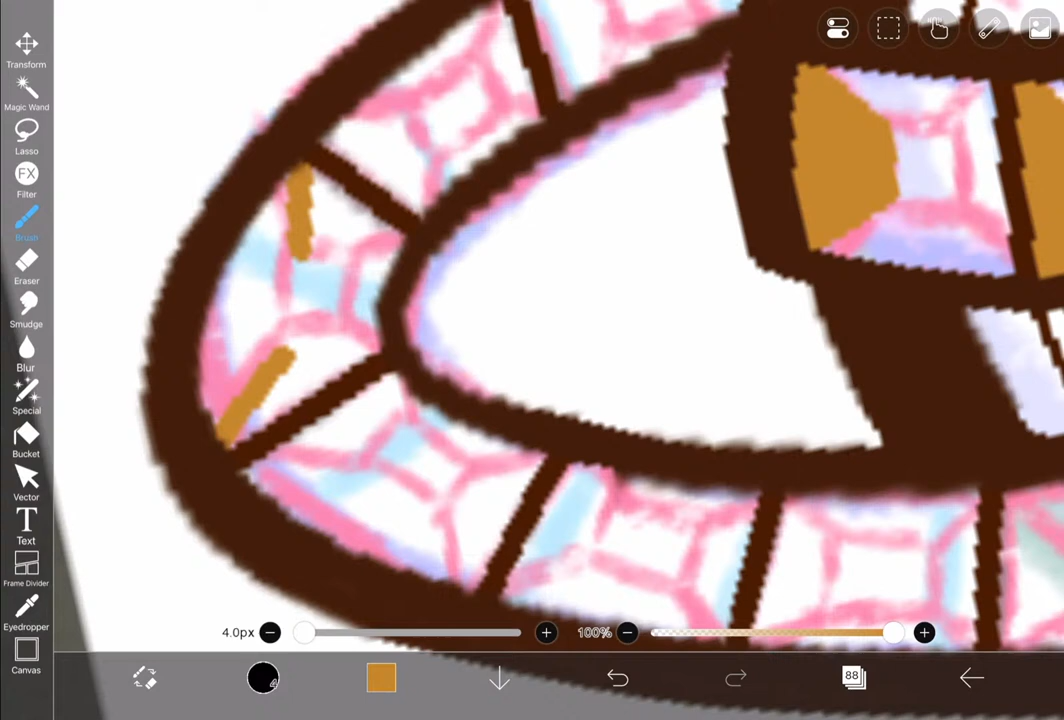 Transform
Magic Wand
Lasso
FX
Filter
Brush
Eraser
Smudge
Blur
Special
Bucket
Vector
T
Text
Frame Divider
Eyedropper
Canvas
4.0px
100%
88